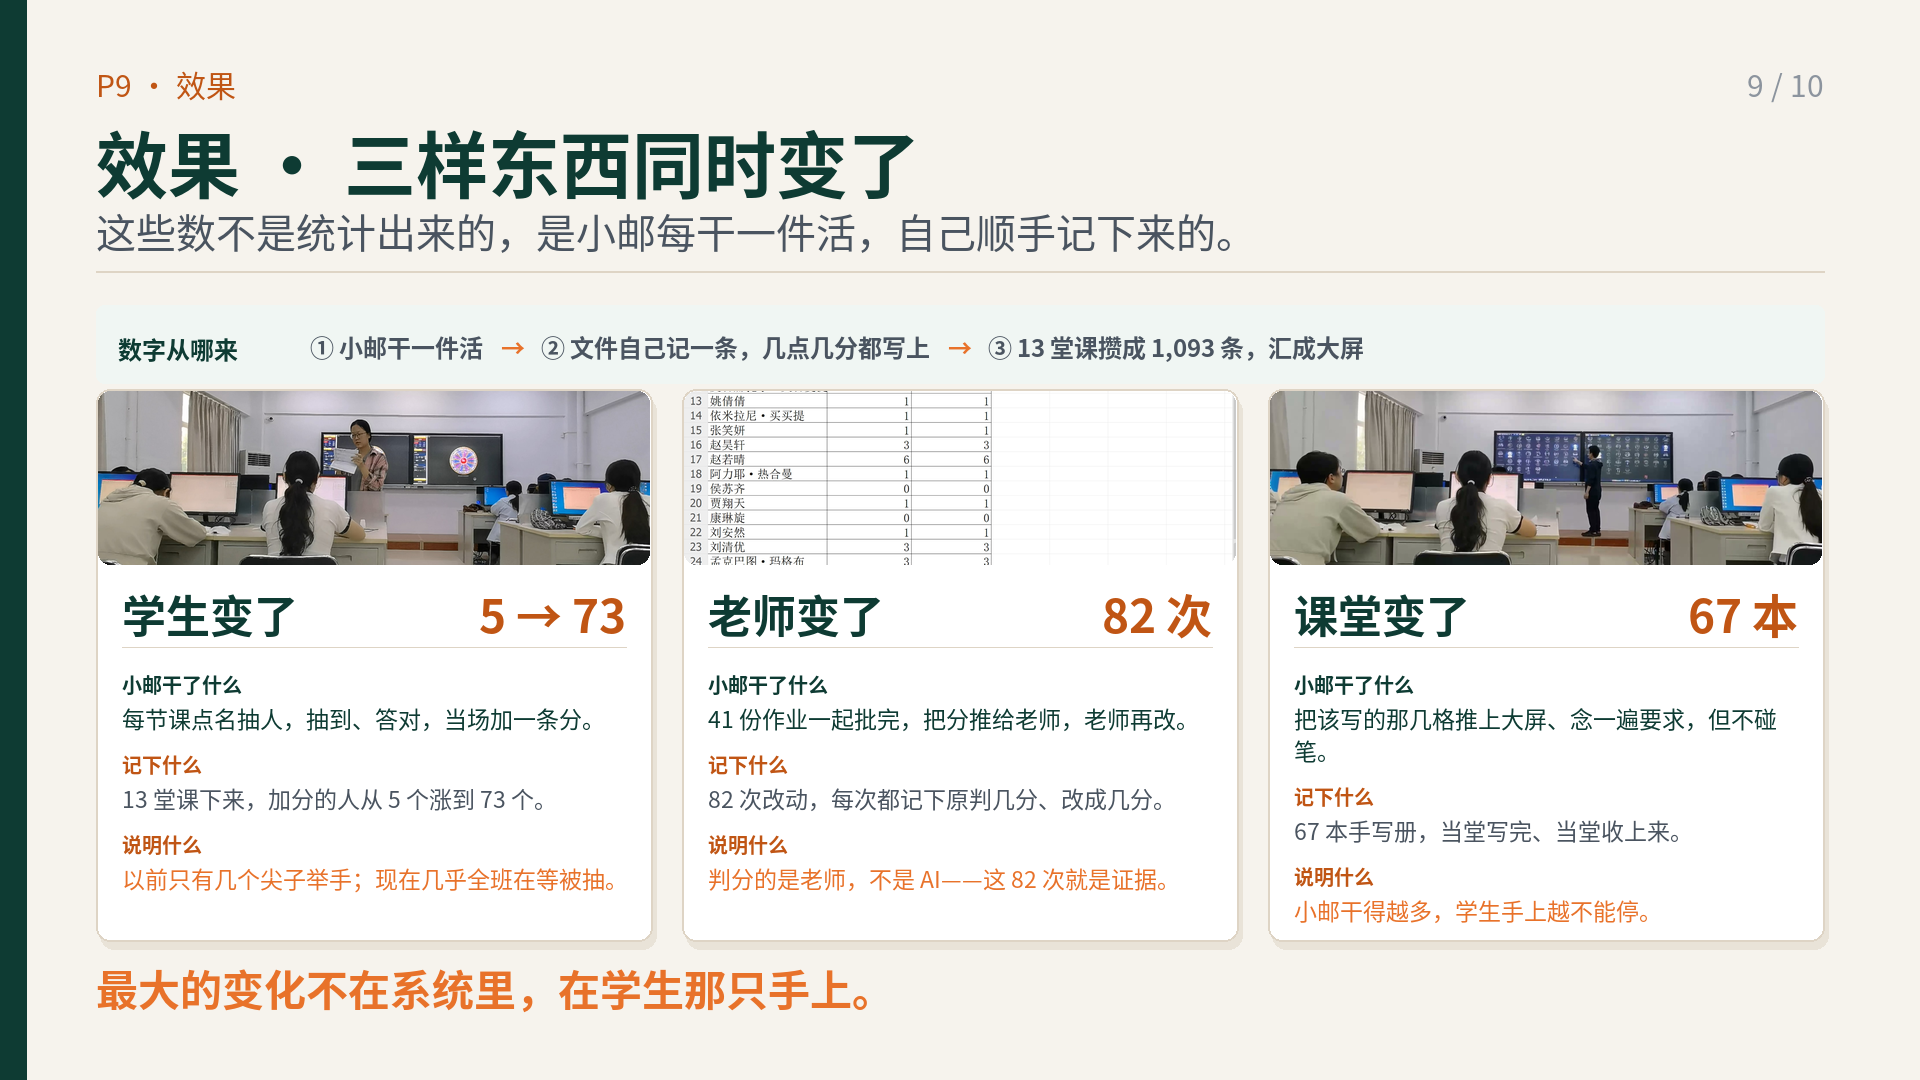 P9 · 效果
9 / 10
效果 · 三样东西同时变了
这些数不是统计出来的，是小邮每干一件活，自己顺手记下来的。
数字从哪来
① 小邮干一件活 → ② 文件自己记一条，几点几分都写上 → ③ 13 堂课攒成 1,093 条，汇成大屏
13 姚倩倩 1 1
14 依米拉尼·买买提 1 1
15 张笑妍 1 1
16 赵昊轩 3 3
17 赵若晴 6 6
18 阿力耶·热合曼 1 1
19 侯苏齐 0 0
20 贾翔天 1 1
21 康琳旋 0 0
22 刘安然 1 1
23 刘清优 3 3
24 孟克巴图·玛格布 3 3
学生变了 5 → 73
小邮干了什么
每节课点名抽人，抽到、答对，当场加一条分。
记下什么
13 堂课下来，加分的人从 5 个涨到 73 个。
说明什么
以前只有几个尖子举手；现在几乎全班在等被抽。
老师变了 82 次
小邮干了什么
41 份作业一起批完，把分推给老师，老师再改。
记下什么
82 次改动，每次都记下原判几分、改成几分。
说明什么
判分的是老师，不是 AI——这 82 次就是证据。
课堂变了 67 本
小邮干了什么
把该写的那几格推上大屏、念一遍要求，但不碰
笔。
记下什么
67 本手写册，当堂写完、当堂收上来。
说明什么
小邮干得越多，学生手上越不能停。
最大的变化不在系统里，在学生那只手上。